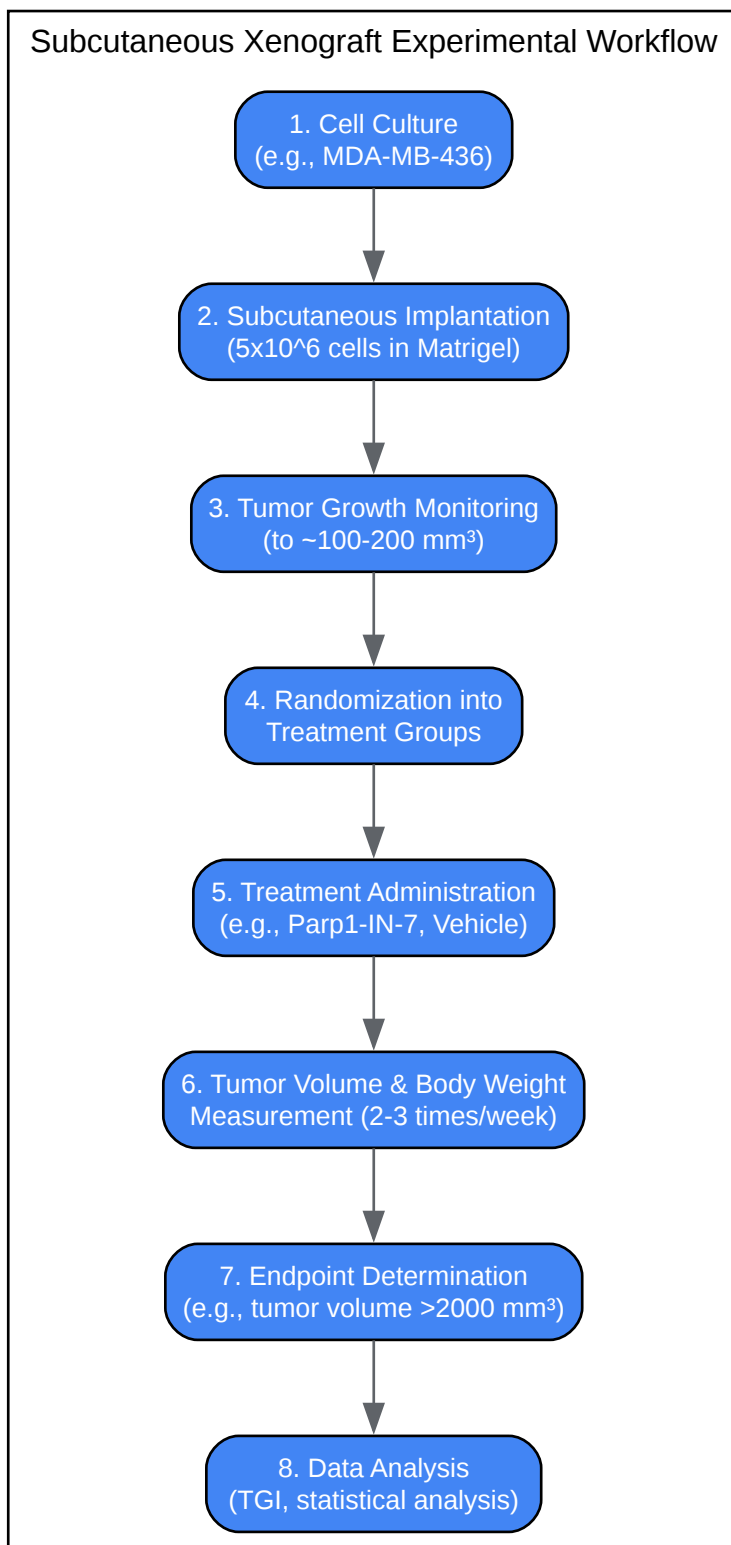 Subcutaneous Xenograft Experimental Workflow
1. Cell Culture
(e.g., MDA-MB-436)
2. Subcutaneous Implantation
(5x10^6 cells in Matrigel)
3. Tumor Growth Monitoring
(to ~100-200 mm³)
4. Randomization into
Treatment Groups
5. Treatment Administration
(e.g., Parp1-IN-7, Vehicle)
6. Tumor Volume & Body Weight
Measurement (2-3 times/week)
7. Endpoint Determination
(e.g., tumor volume >2000 mm³)
8. Data Analysis
(TGI, statistical analysis)